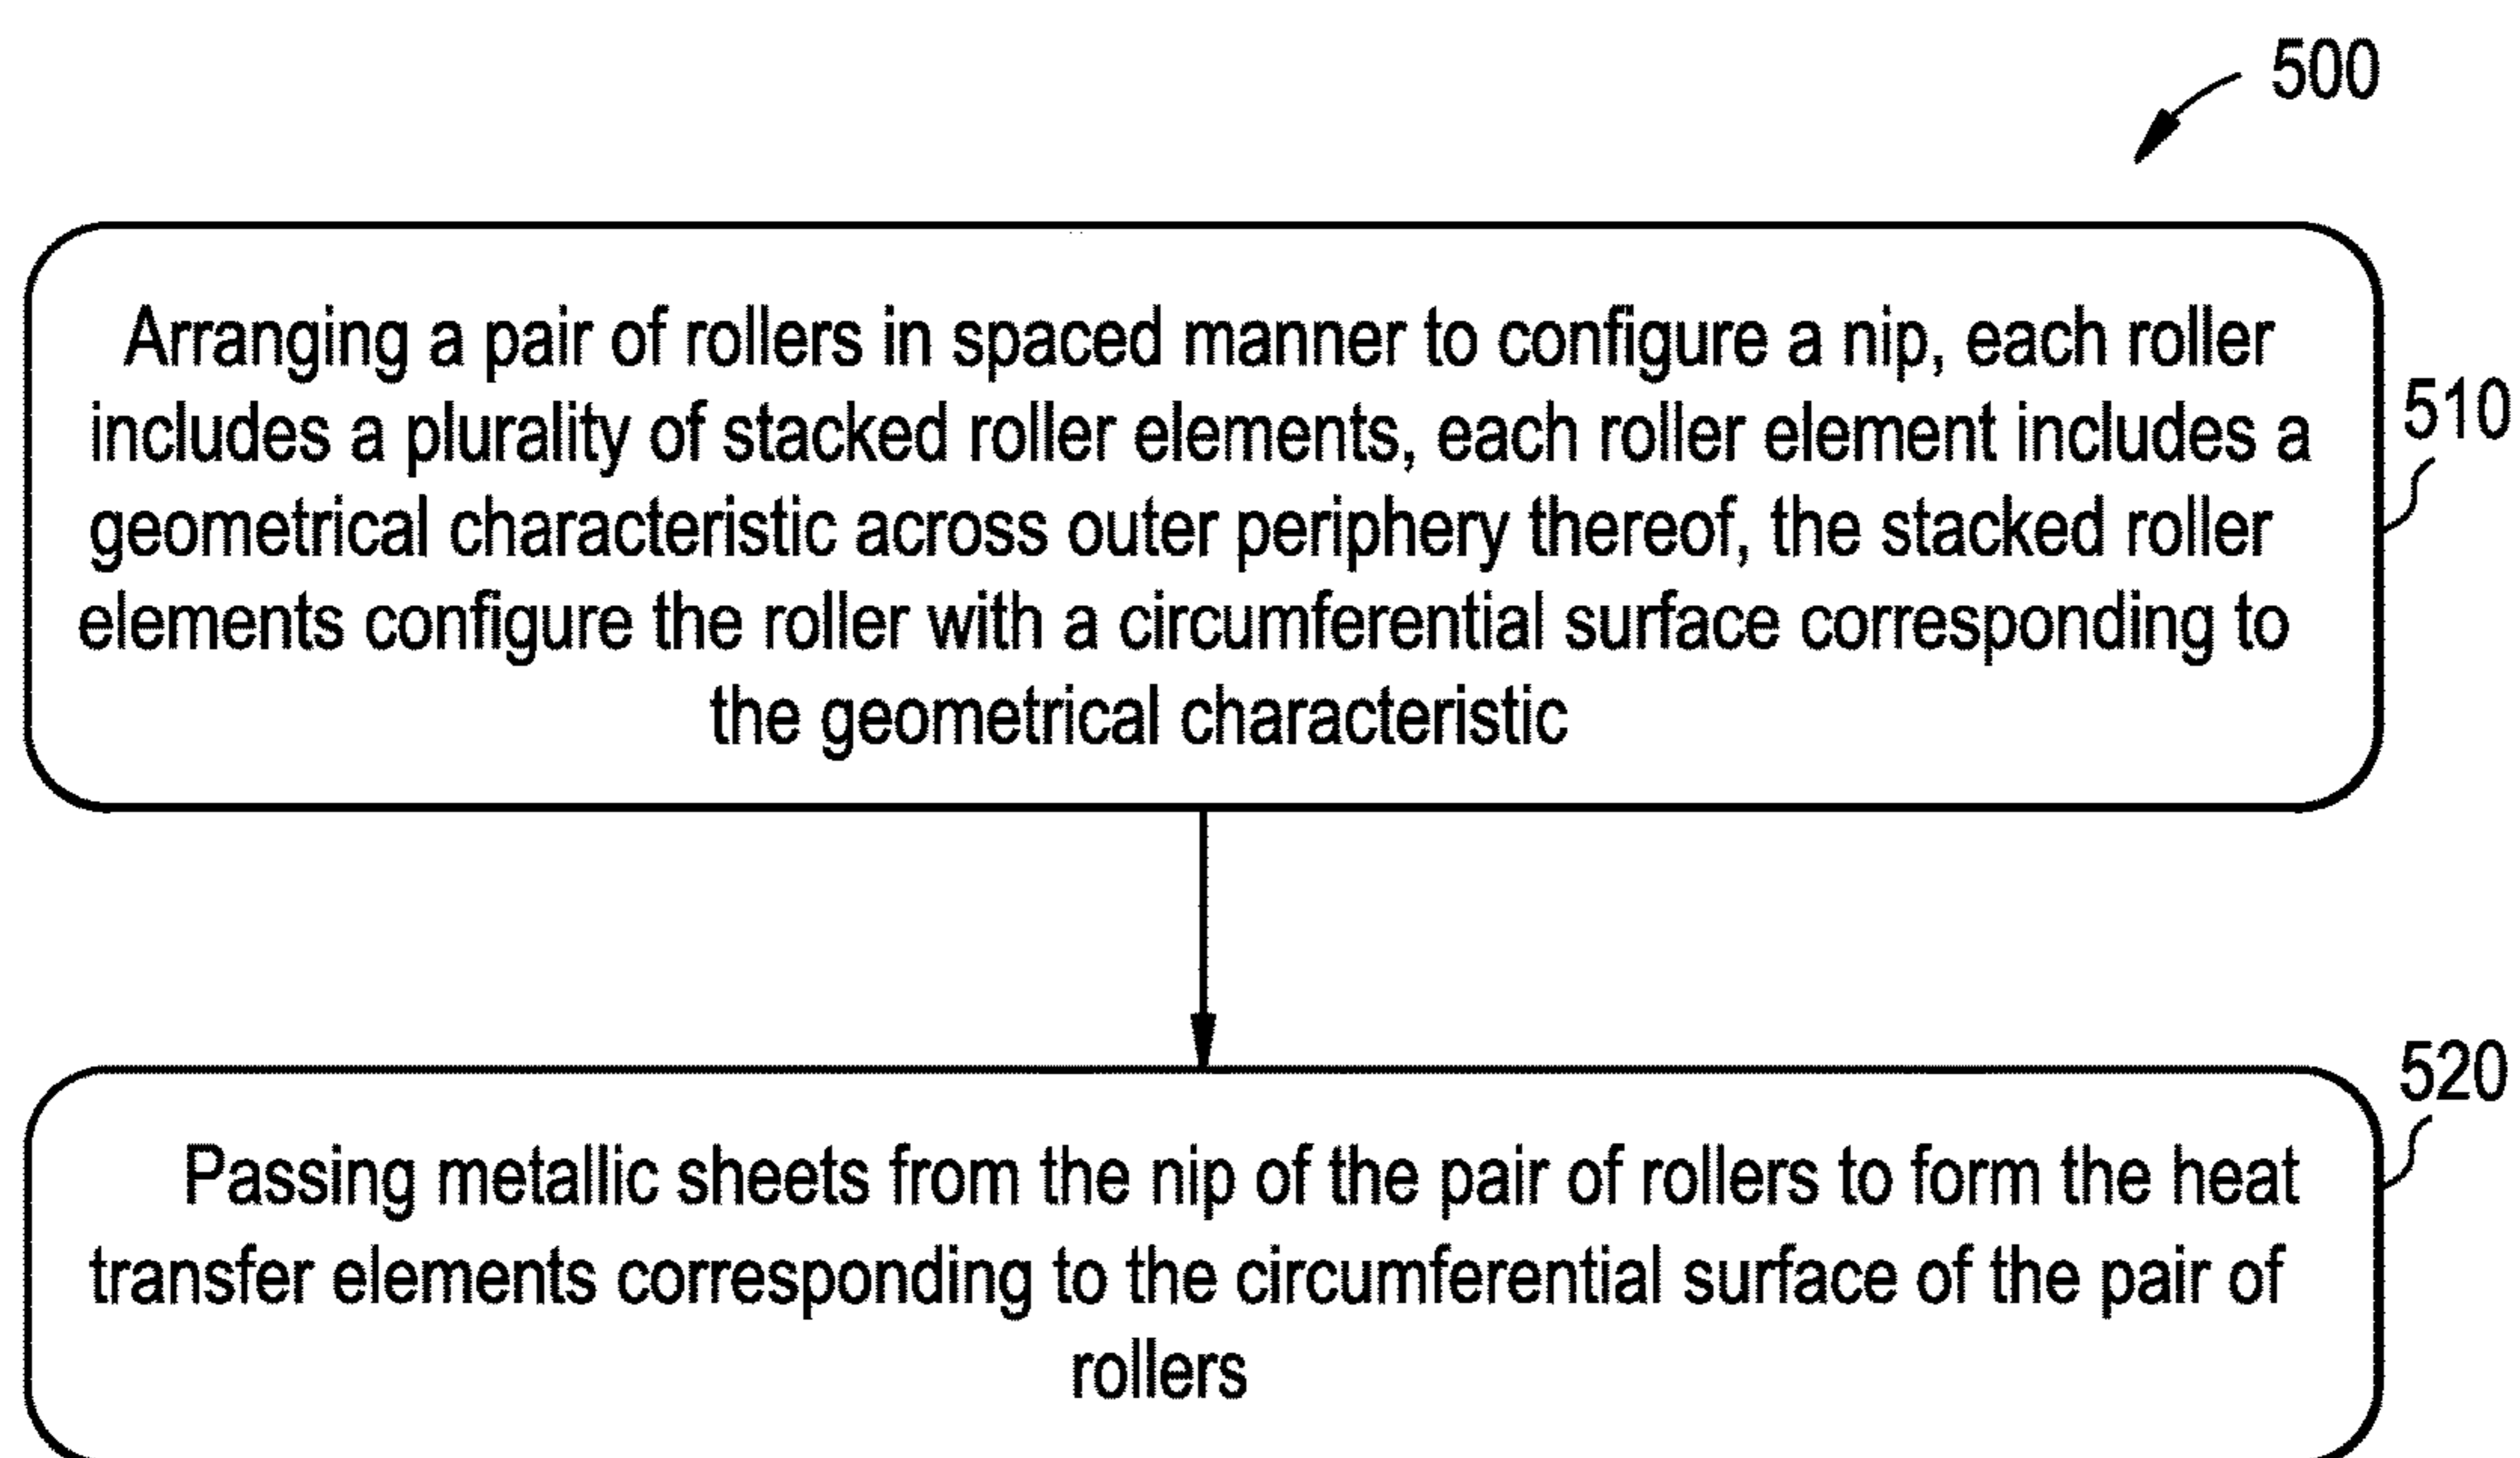 500
Arranging a pair of rollers in spaced manner to configure a nip, each roller
includes a plurality of stacked roller elements, each roller element includes a
geometrical characteristic across outer periphery thereof, the stacked roller
elements configure the roller with a circumferential surface corresponding to
the geometrical characteristic
510
520
Passing metallic sheets from the nip of the pair of rollers to form the heat
transfer elements corresponding to the circumferential surface of the pair of
rollers